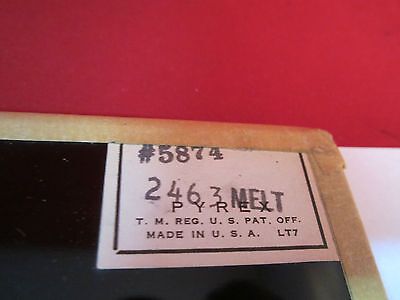 #5874
2463 MELT
PYREX
T. M. REG. U. S. PAT. OFF.
MADE IN U. S. A. LT7